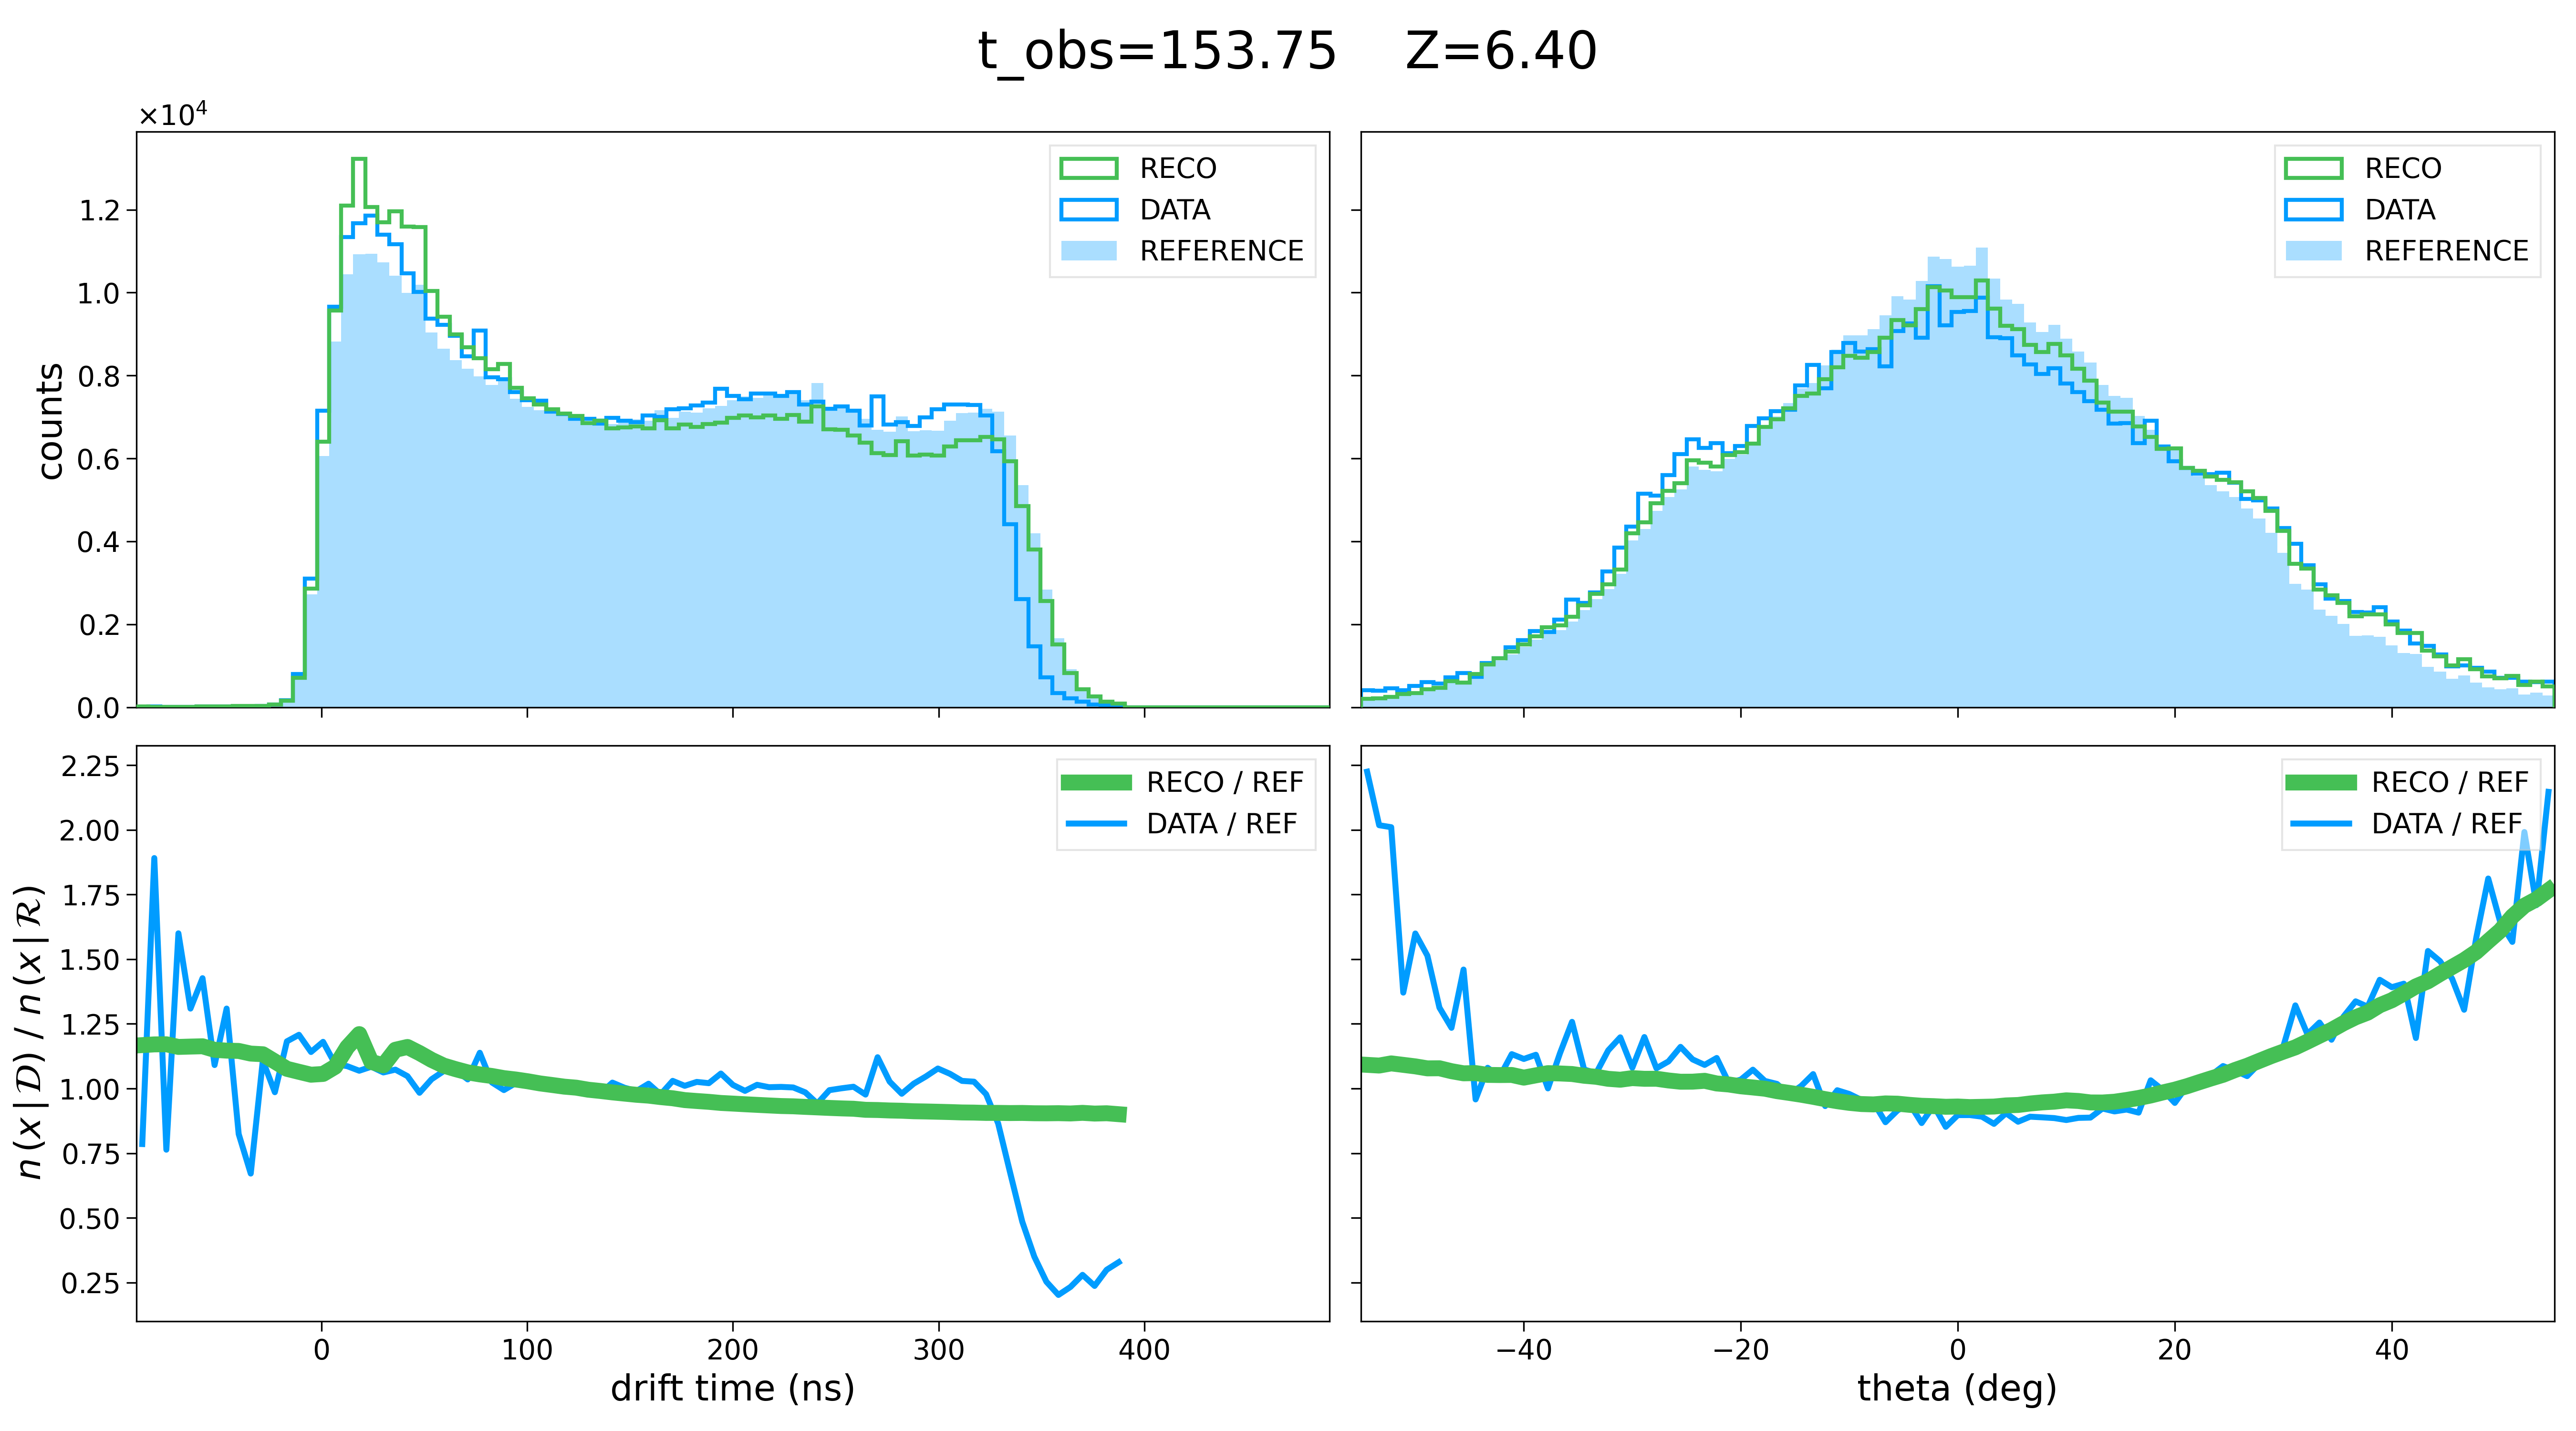 t_obs=153.75 Z=6.40
×10⁴
counts
1.2
1.0
0.8
0.6
0.4
0.2
0.0
RECO
DATA
REFERENCE
RECO
DATA
REFERENCE
n(x|𝒟) / n(x|ℛ)
2.25
2.00
1.75
1.50
1.25
1.00
0.75
0.50
0.25
RECO / REF
DATA / REF
0
100
200
300
400
drift time (ns)
RECO / REF
DATA / REF
−40
−20
0
20
40
theta (deg)